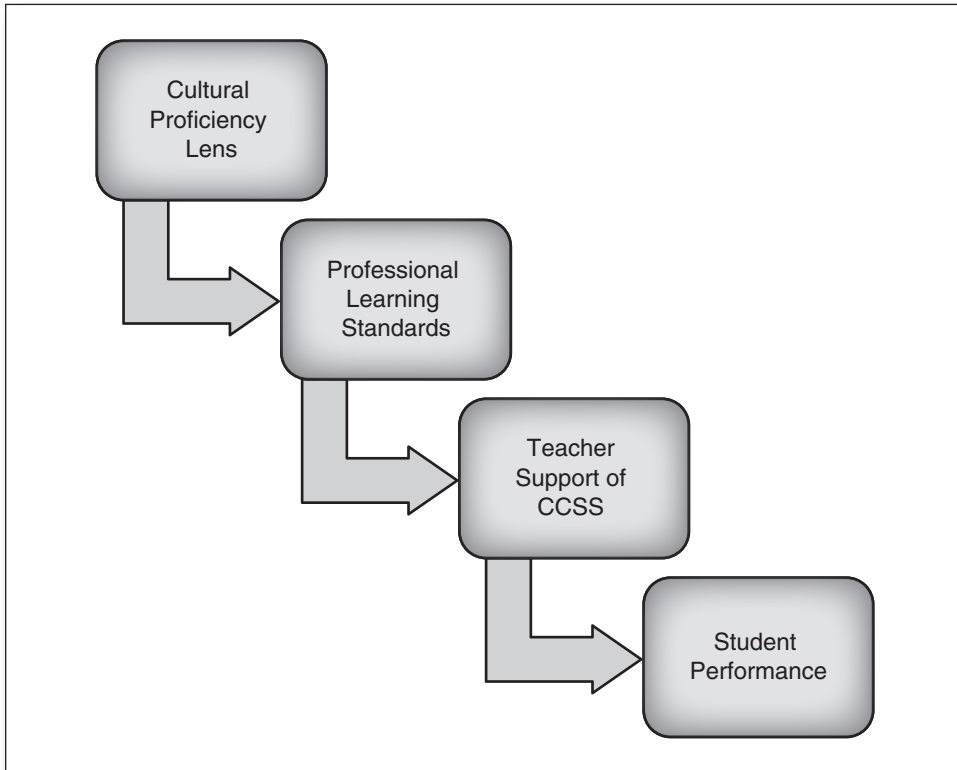 Cultural
Proficiency
Lens
Professional
Learning
Standards
Teacher
Support of
CCSS
Student
Performance